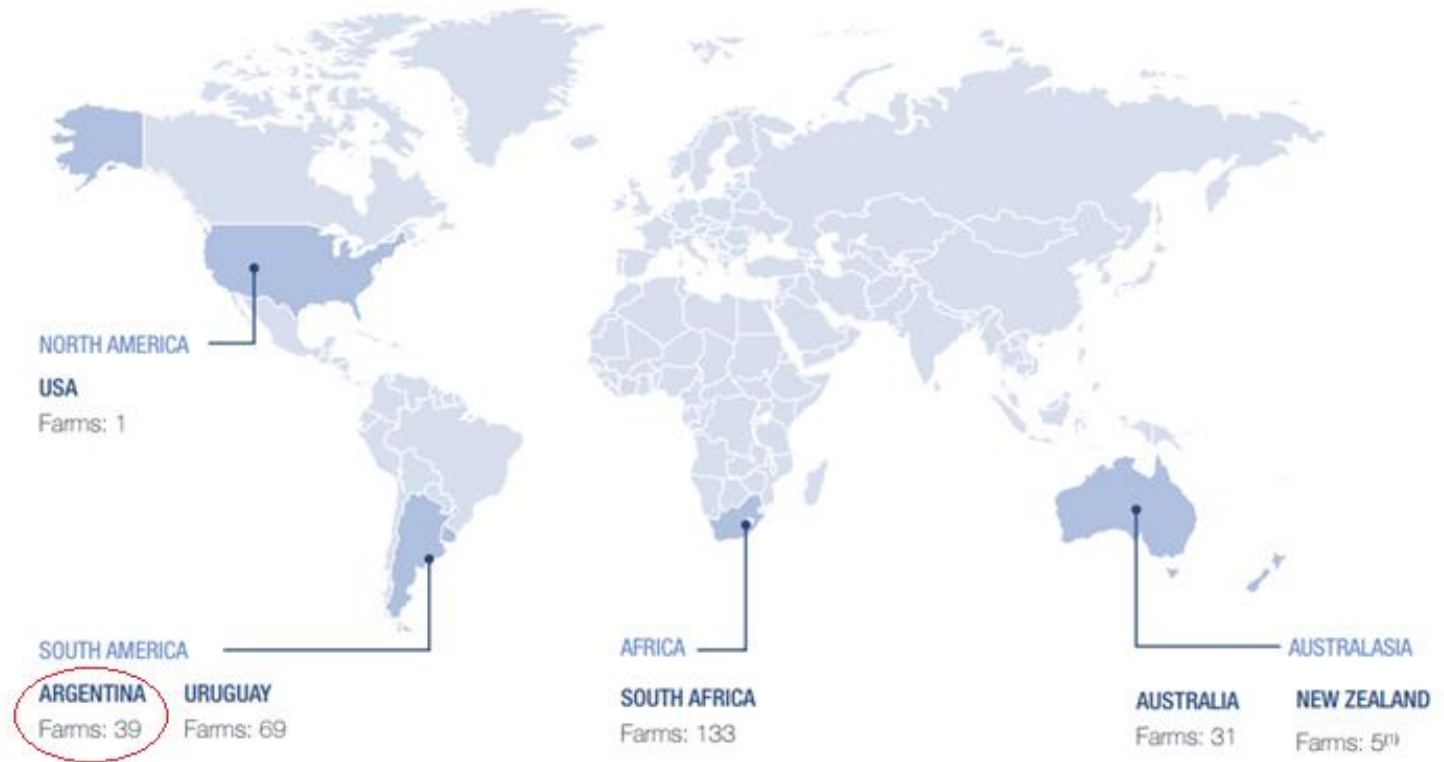 NORTH AMERICA
USA
Farms: 1
SOUTH AMERICA
ARGENTINA
Farms: 39
URUGUAY
Farms: 69
AFRICA
SOUTH AFRICA
Farms: 133
AUSTRALASIA
AUSTRALIA
Farms: 31
NEW ZEALAND
Farms: 5⁽¹⁾